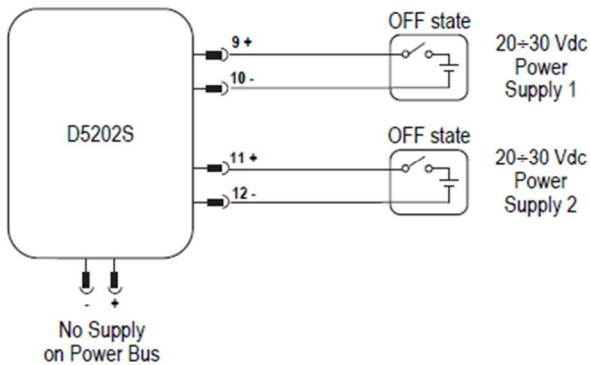 OFF state
9 +
10 -
20÷30 Vdc
Power
Supply 1
D5202S
OFF state
11 +
12 -
20÷30 Vdc
Power
Supply 2
- +
No Supply
on Power Bus